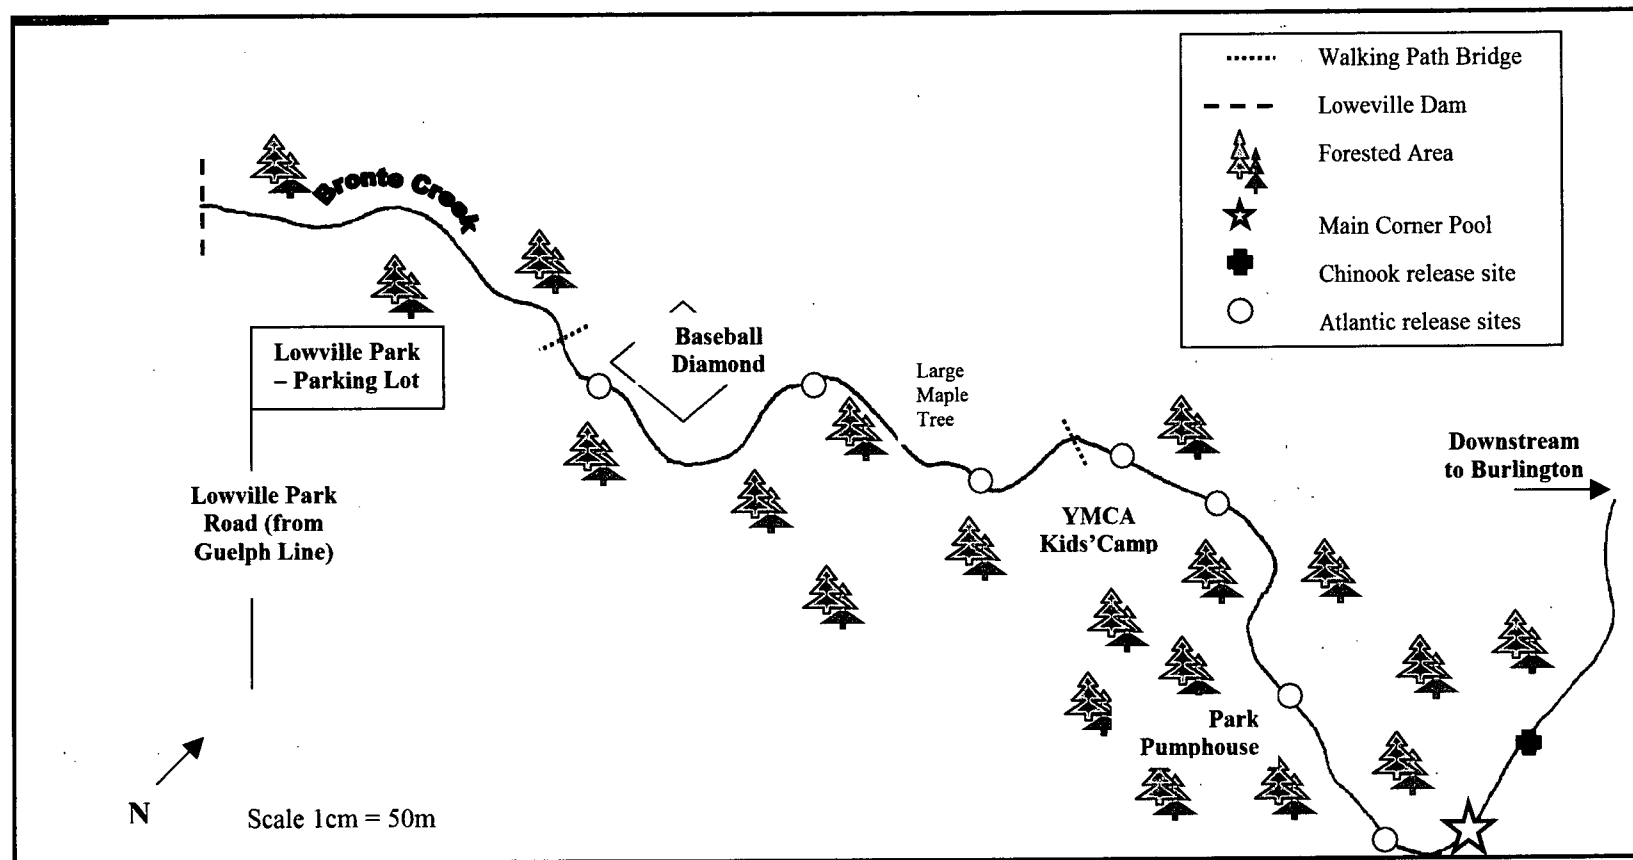 Walking Path Bridge
Loweville Dam
Forested Area
Main Corner Pool
Chinook release site
Atlantic release sites
Bronte Creek
Lowville Park
– Parking Lot
Baseball
Diamond
Large
Maple
Tree
Downstream
to Burlington
Lowville Park
Road (from
Guelph Line)
YMCA
Kids'Camp
Park
Pumphouse
N
Scale 1cm = 50m